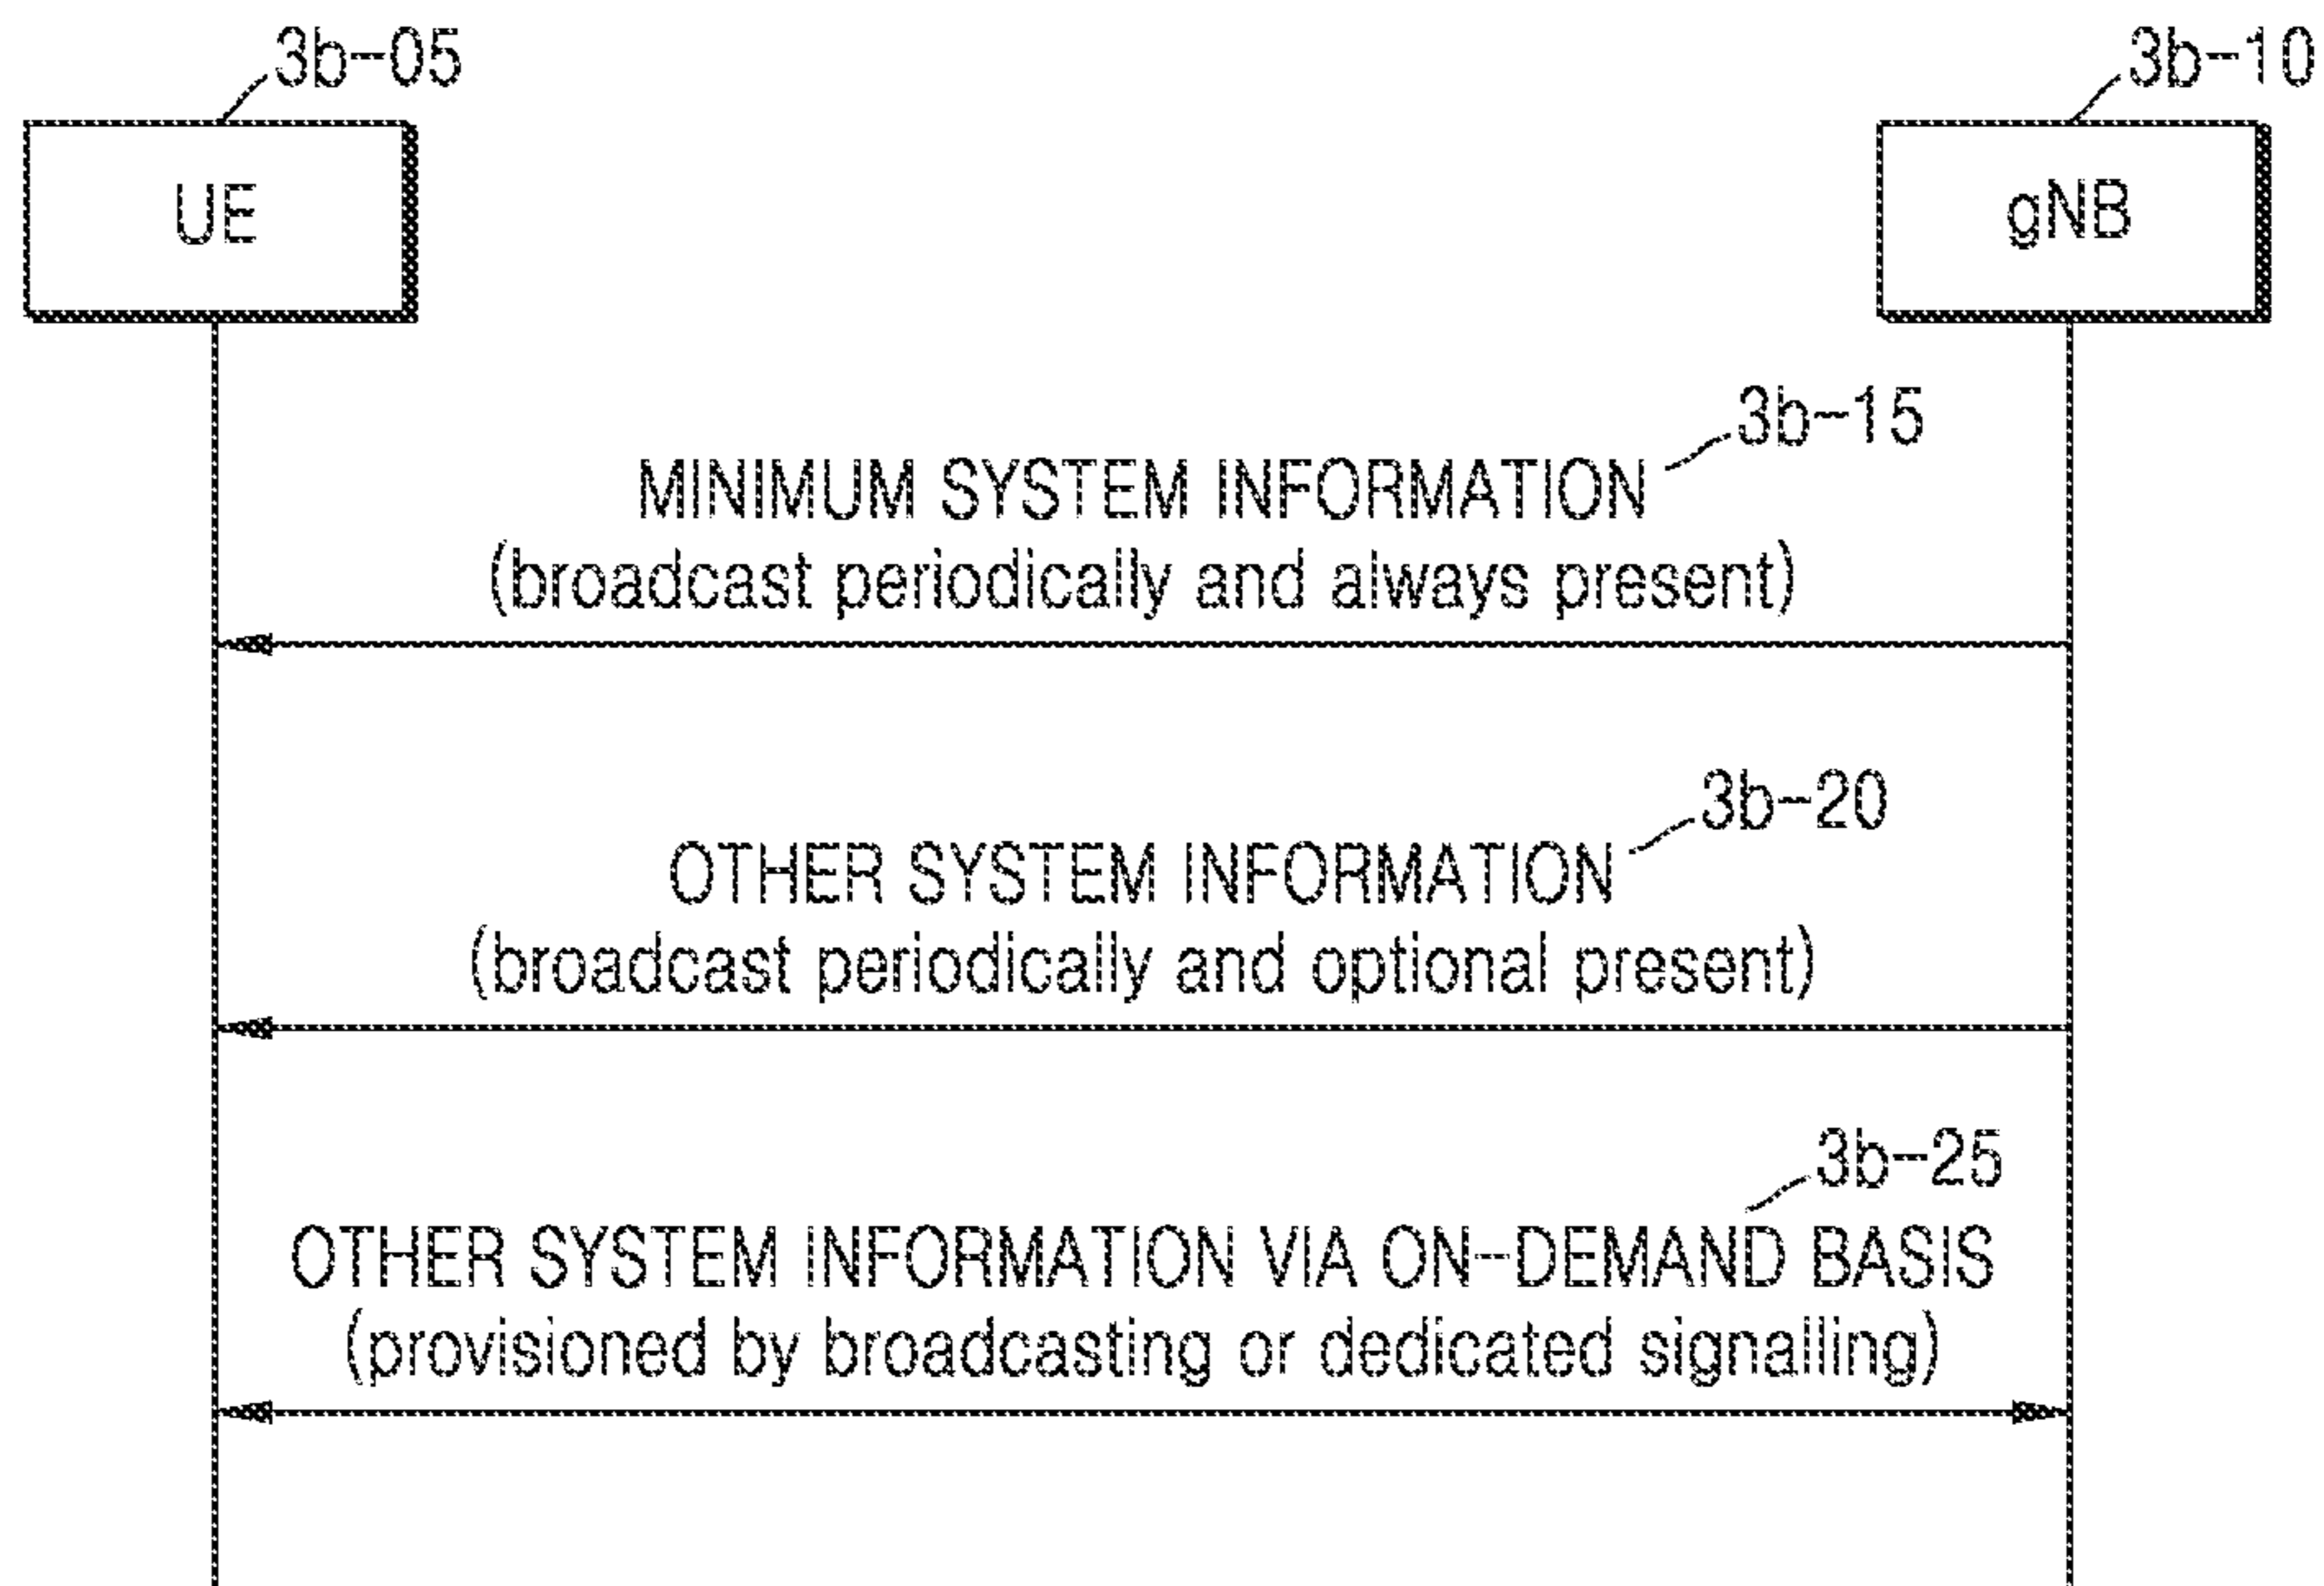 3b-05
3b-10
UE
gNB
3b-15
MINIMUM SYSTEM INFORMATION
(broadcast periodically and always present)
3b-20
OTHER SYSTEM INFORMATION
(broadcast periodically and optional present)
3b-25
OTHER SYSTEM INFORMATION VIA ON-DEMAND BASIS
(provisioned by broadcasting or dedicated signalling)